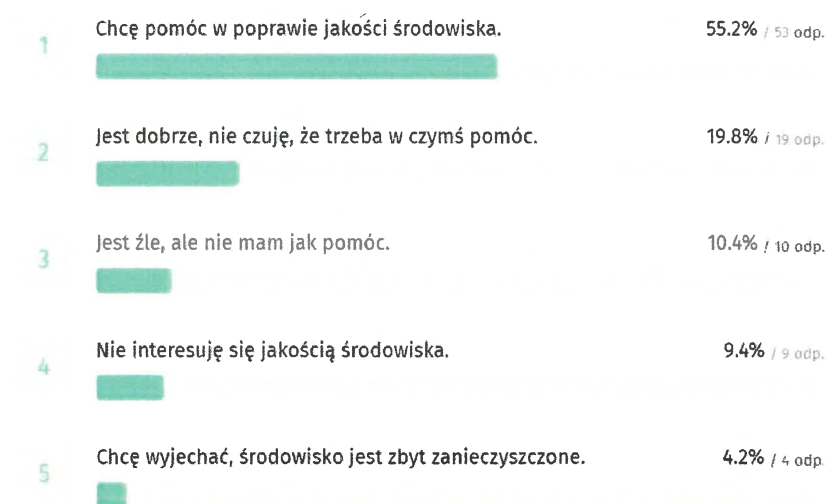 1 Chcę pomóc w poprawie jakości środowiska. 55.2% / 53 odp.
2 Jest dobrze, nie czuję, że trzeba w czymś pomóc. 19.8% / 19 odp.
3 Jest źle, ale nie mam jak pomóc. 10.4% / 10 odp.
4 Nie interesuję się jakością środowiska. 9.4% / 9 odp.
5 Chcę wyjechać, środowisko jest zbyt zanieczyszczone. 4.2% / 4 odp.